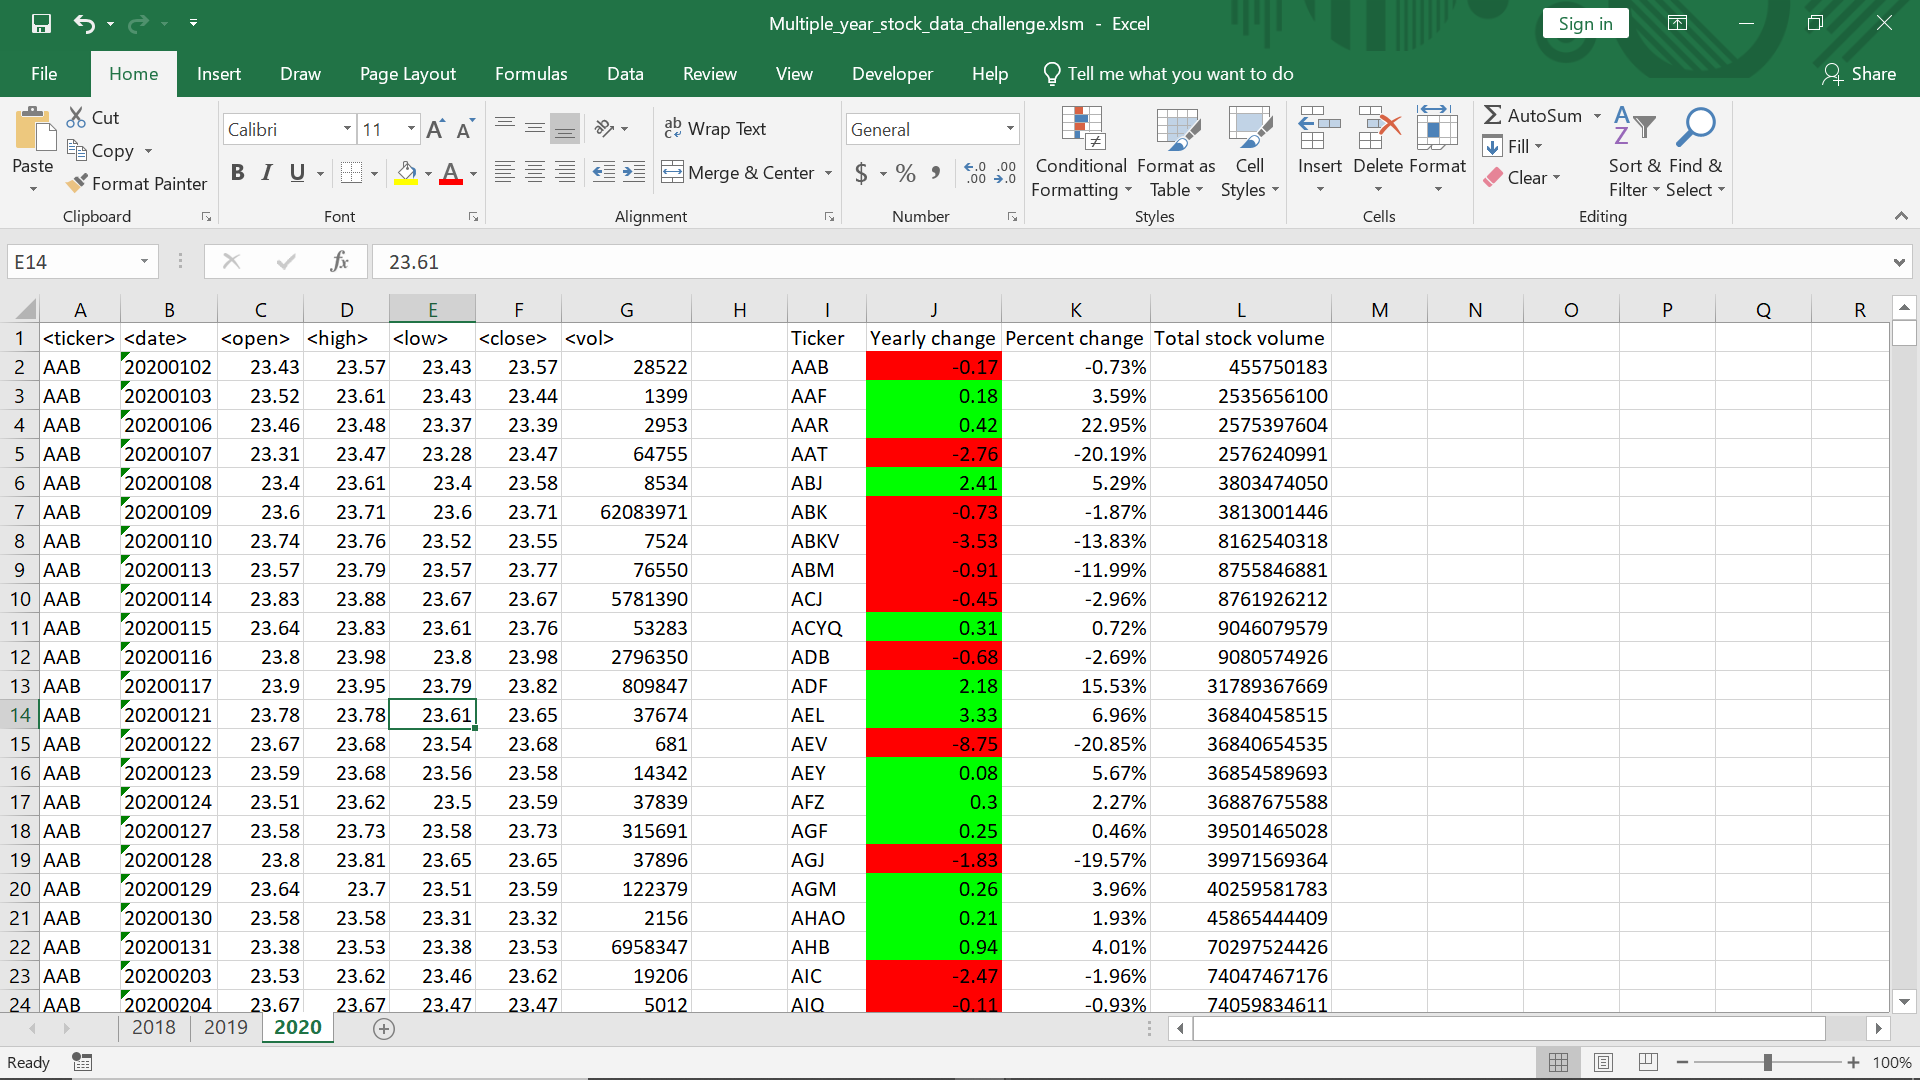 Multiple_year_stock_data_challenge.xlsm - Excel
Sign in
File Home Insert Draw Page Layout Formulas Data Review View Developer Help Tell me what you want to do Share
Paste
Cut
Copy
Format Painter
Clipboard
Calibri 11
B I U
Font
Wrap Text
Merge & Center
Alignment
General
$ % ,
Number
Conditional Formatting
Format as Table
Cell Styles
Styles
Insert Delete Format
Cells
AutoSum
Fill
Clear
Sort & Filter
Find & Select
Editing
E14 fx 23.61
A B C D E F G H I J K L M N O P Q R
1 <ticker> <date> <open> <high> <low> <close> <vol> Ticker Yearly change Percent change Total stock volume
2 AAB 20200102 23.43 23.57 23.43 23.57 28522 AAB -0.17 -0.73% 455750183
3 AAB 20200103 23.52 23.61 23.43 23.44 1399 AAF 0.18 3.59% 2535656100
4 AAB 20200106 23.46 23.48 23.37 23.39 2953 AAR 0.42 22.95% 2575397604
5 AAB 20200107 23.31 23.47 23.28 23.47 64755 AAT -2.76 -20.19% 2576240991
6 AAB 20200108 23.4 23.61 23.4 23.58 8534 ABJ 2.41 5.29% 3803474050
7 AAB 20200109 23.6 23.71 23.6 23.71 62083971 ABK -0.73 -1.87% 3813001446
8 AAB 20200110 23.74 23.76 23.52 23.55 7524 ABKV -3.53 -13.83% 8162540318
9 AAB 20200113 23.57 23.79 23.57 23.77 76550 ABM -0.91 -11.99% 8755846881
10 AAB 20200114 23.83 23.88 23.67 23.67 5781390 ACJ -0.45 -2.96% 8761926212
11 AAB 20200115 23.64 23.83 23.61 23.76 53283 ACYQ 0.31 0.72% 9046079579
12 AAB 20200116 23.8 23.98 23.8 23.98 2796350 ADB -0.68 -2.69% 9080574926
13 AAB 20200117 23.9 23.95 23.79 23.82 809847 ADF 2.18 15.53% 31789367669
14 AAB 20200121 23.78 23.78 23.61 23.65 37674 AEL 3.33 6.96% 36840458515
15 AAB 20200122 23.67 23.68 23.54 23.68 681 AEV -8.75 -20.85% 36840654535
16 AAB 20200123 23.59 23.68 23.56 23.58 14342 AEY 0.08 5.67% 36854589693
17 AAB 20200124 23.51 23.62 23.5 23.59 37839 AFZ 0.3 2.27% 36887675588
18 AAB 20200127 23.58 23.73 23.58 23.73 315691 AGF 0.25 0.46% 39501465028
19 AAB 20200128 23.8 23.81 23.65 23.65 37896 AGJ -1.83 -19.57% 39971569364
20 AAB 20200129 23.64 23.7 23.51 23.59 122379 AGM 0.26 3.96% 40259581783
21 AAB 20200130 23.58 23.58 23.31 23.32 2156 AHAO 0.21 1.93% 45865444409
22 AAB 20200131 23.38 23.53 23.38 23.53 6958347 AHB 0.94 4.01% 70297524426
23 AAB 20200203 23.53 23.62 23.46 23.62 19206 AIC -2.47 -1.96% 74047467176
24 AAB 20200204 23.67 23.67 23.47 23.47 5012 AIQ -0.11 -0.93% 74059834611
2018 2019 2020
Ready 100%